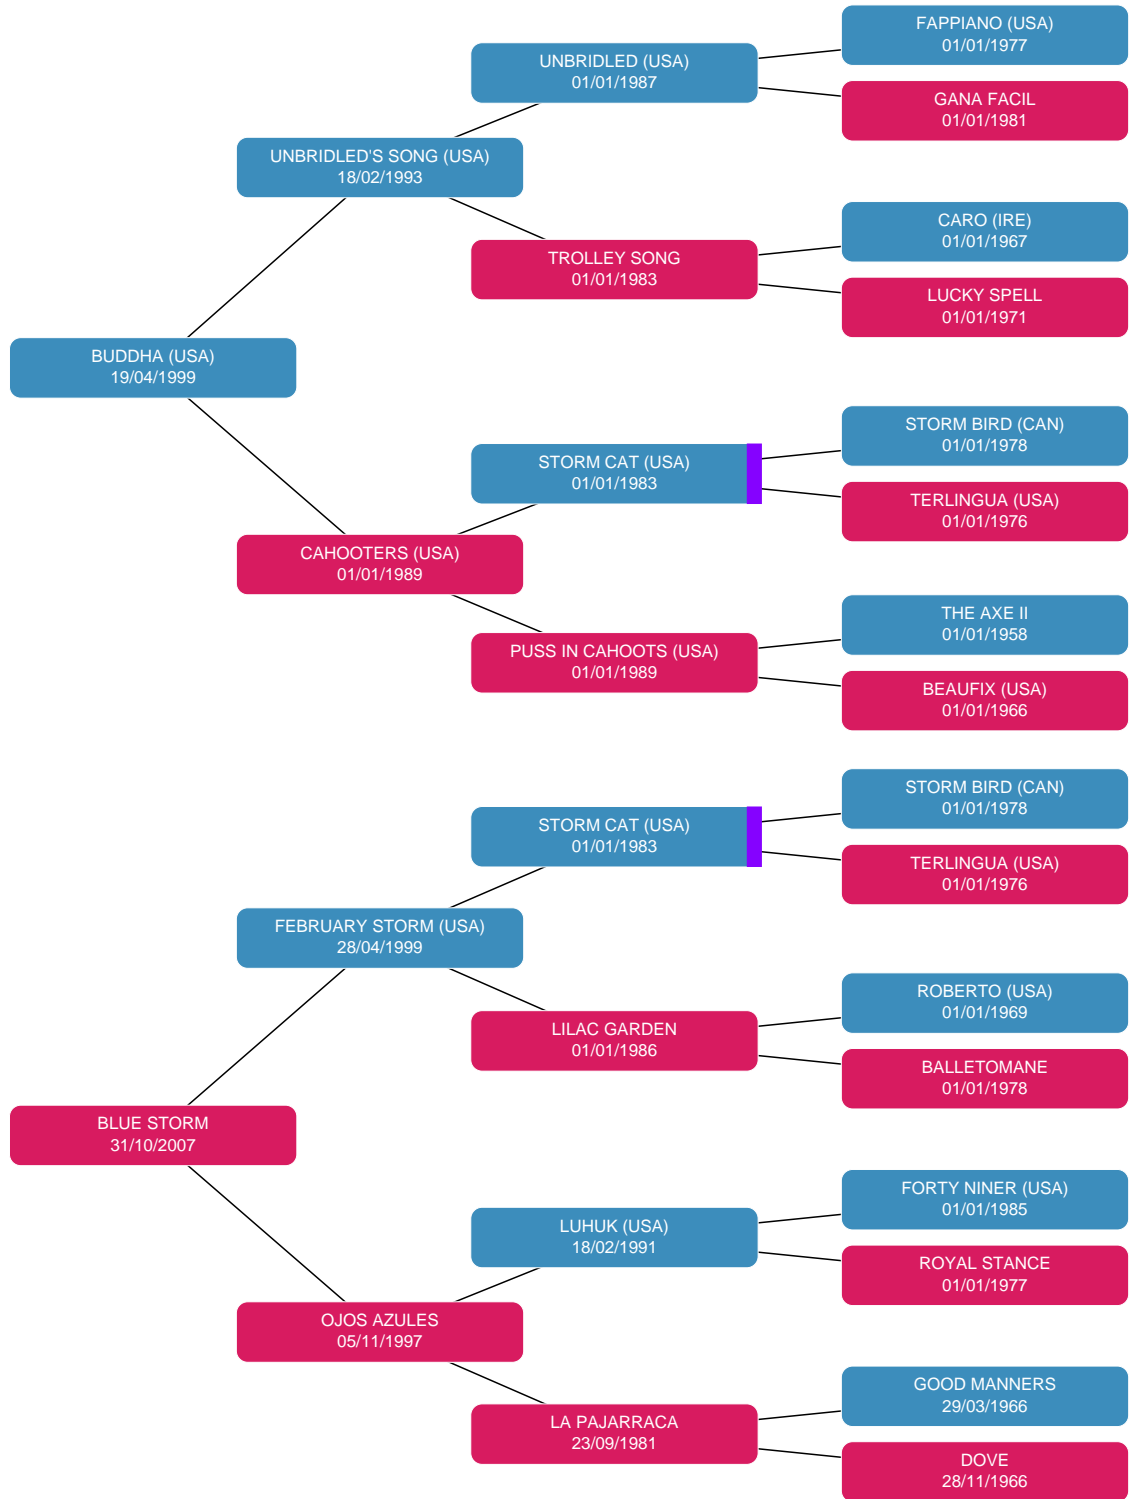 FAPPIANO (USA)
01/01/1977
UNBRIDLED (USA)
01/01/1987
GANA FACIL
01/01/1981
UNBRIDLED'S SONG (USA)
18/02/1993
CARO (IRE)
01/01/1967
TROLLEY SONG
01/01/1983
LUCKY SPELL
01/01/1971
BUDDHA (USA)
19/04/1999
STORM BIRD (CAN)
01/01/1978
STORM CAT (USA)
01/01/1983
TERLINGUA (USA)
01/01/1976
CAHOOTERS (USA)
01/01/1989
THE AXE II
01/01/1958
PUSS IN CAHOOTS (USA)
01/01/1989
BEAUFIX (USA)
01/01/1966
STORM BIRD (CAN)
01/01/1978
STORM CAT (USA)
01/01/1983
TERLINGUA (USA)
01/01/1976
FEBRUARY STORM (USA)
28/04/1999
ROBERTO (USA)
01/01/1969
LILAC GARDEN
01/01/1986
BALLETOMANE
01/01/1978
BLUE STORM
31/10/2007
FORTY NINER (USA)
01/01/1985
LUHUK (USA)
18/02/1991
ROYAL STANCE
01/01/1977
OJOS AZULES
05/11/1997
GOOD MANNERS
29/03/1966
LA PAJARRACA
23/09/1981
DOVE
28/11/1966